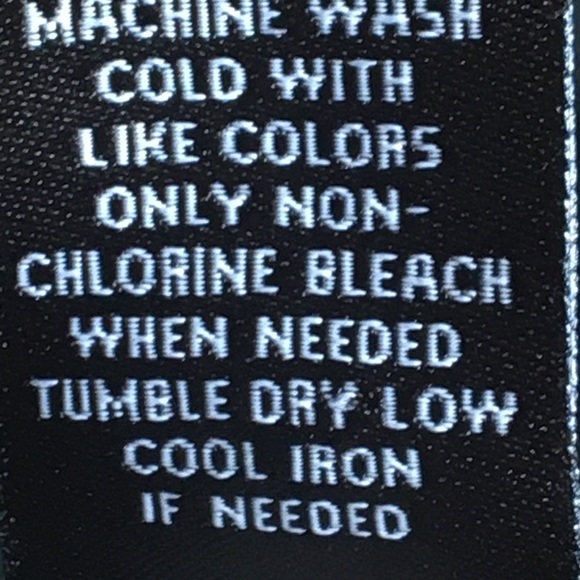 MACHINE WASH
COLD WITH
LIKE COLORS
ONLY NON-
CHLORINE BLEACH
WHEN NEEDED
TUMBLE DRY LOW
COOL IRON
IF NEEDED